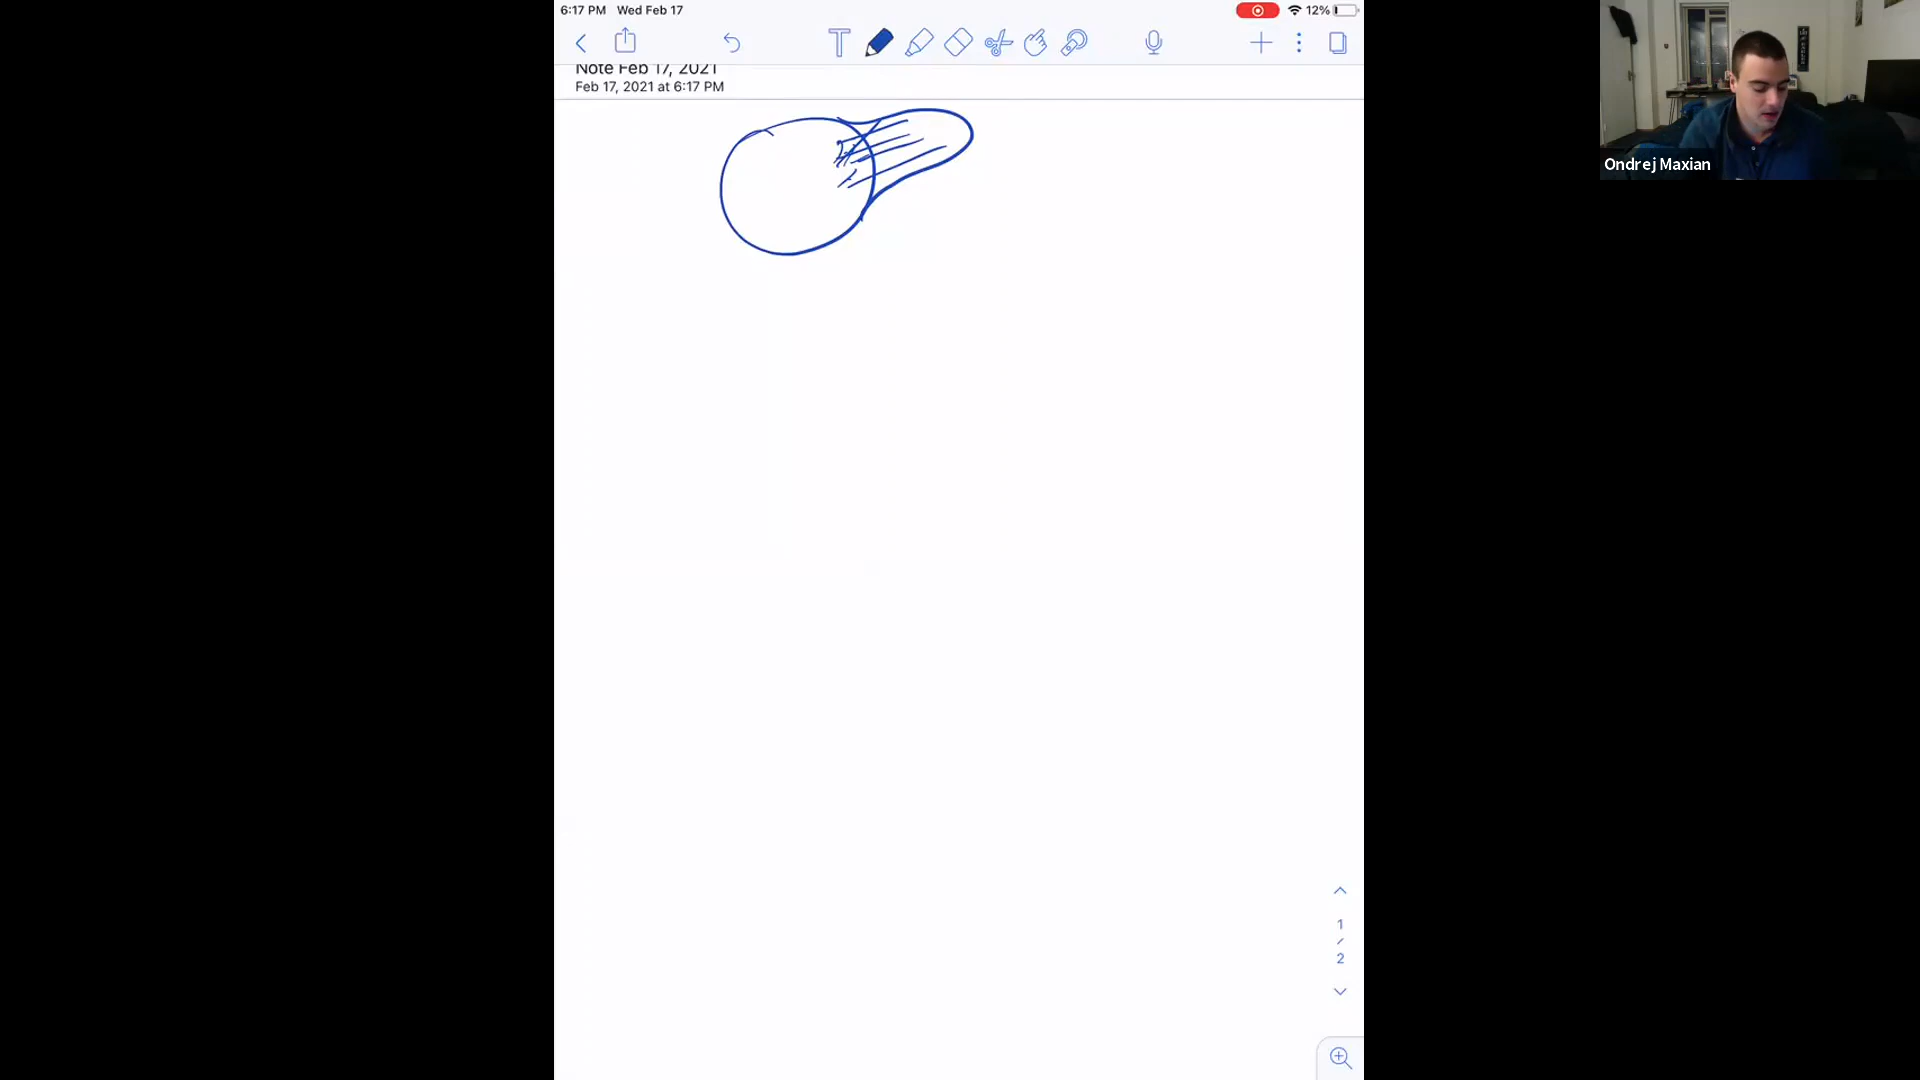 6:17 PM Wed Feb 17
12%
Note Feb 17, 2021
Feb 17, 2021 at 6:17 PM
Ondrej Maxian
1
/
2